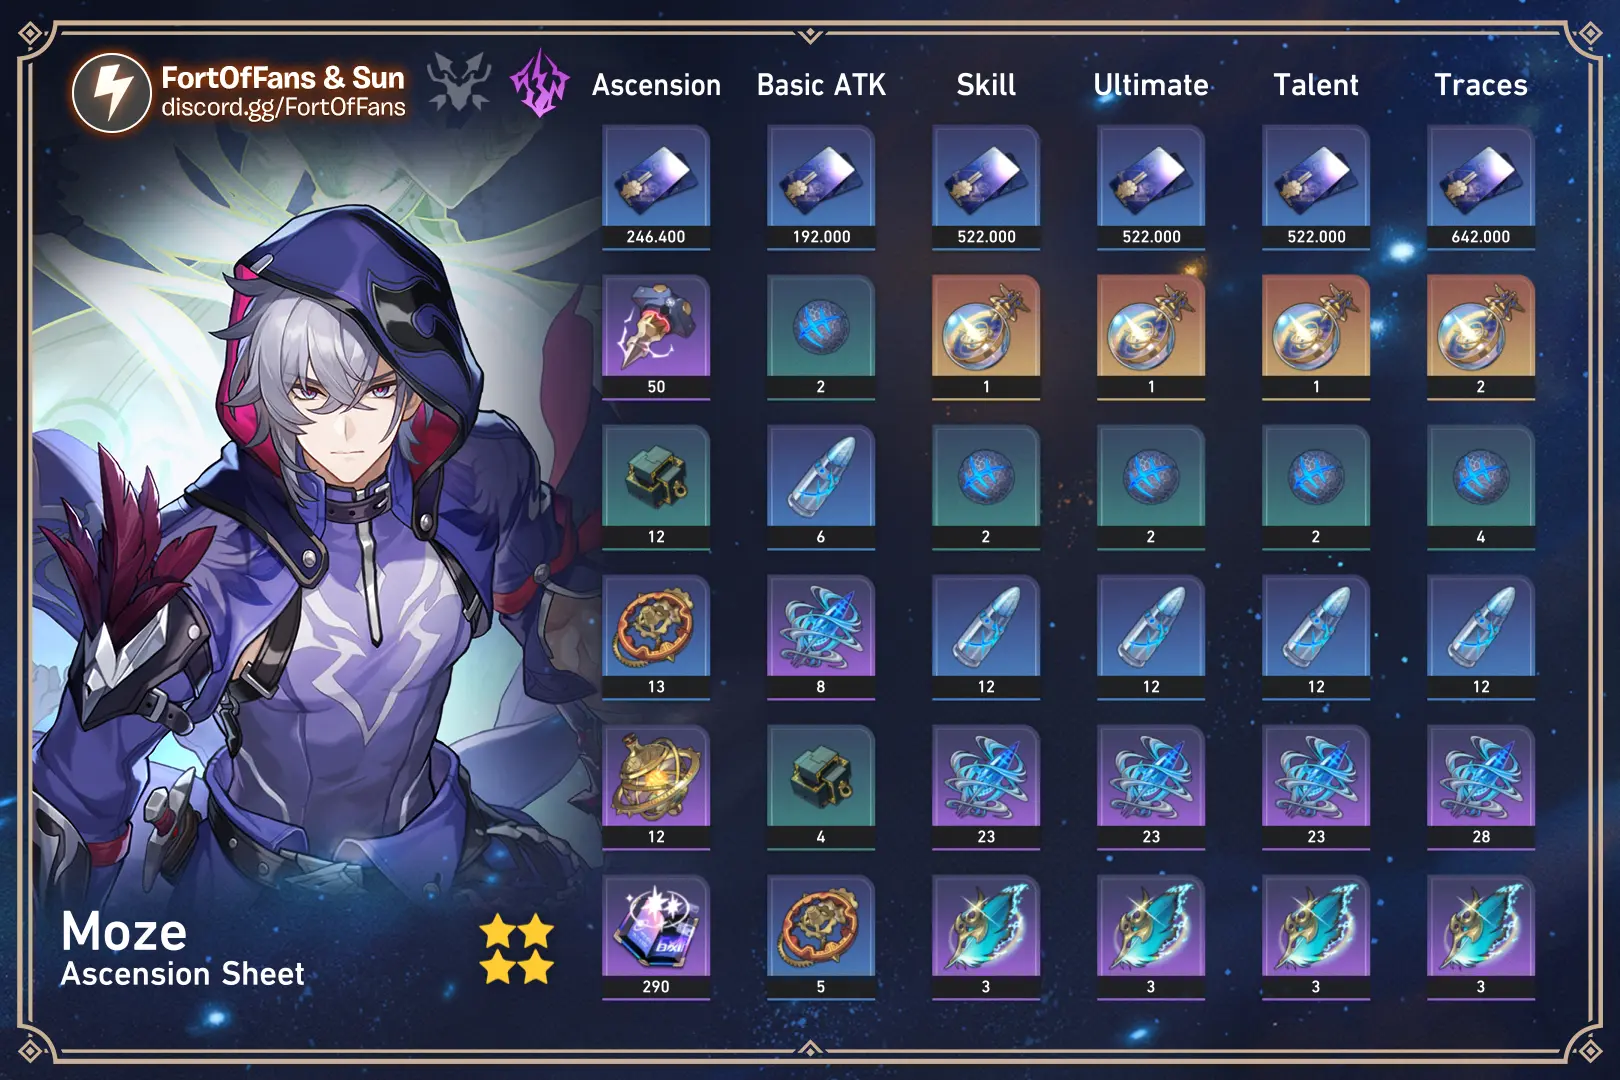 FortOfFans & Sun
discord.gg/FortOfFans
Ascension Basic ATK Skill Ultimate Talent Traces
246.400 192.000 522.000 522.000 522.000 642.000
50 2 1 1 1 2
12 6 2 2 2 4
13 8 12 12 12 12
12 4 23 23 23 28
290 5 3 3 3 3
Moze
Ascension Sheet